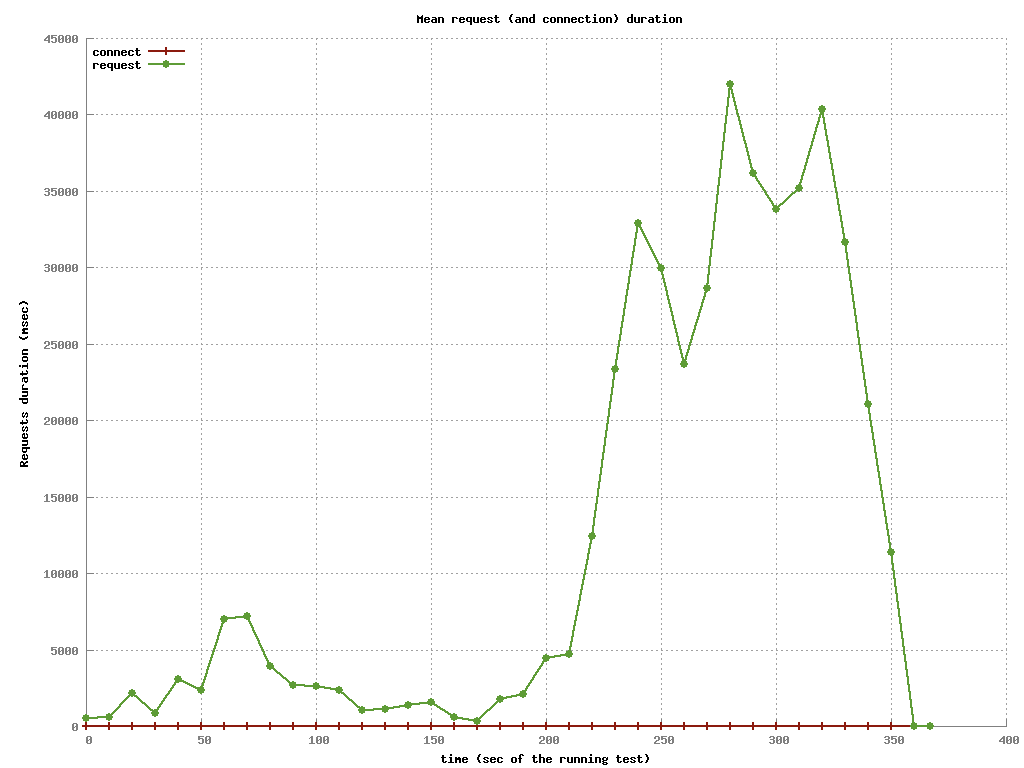 Mean request (and connection) duration
45000
connect
request
40000
35000
30000
25000
Requests duration (msec)
20000
15000
10000
5000
0
0 50 100 150 200 250 300 350 400
time (sec of the running test)